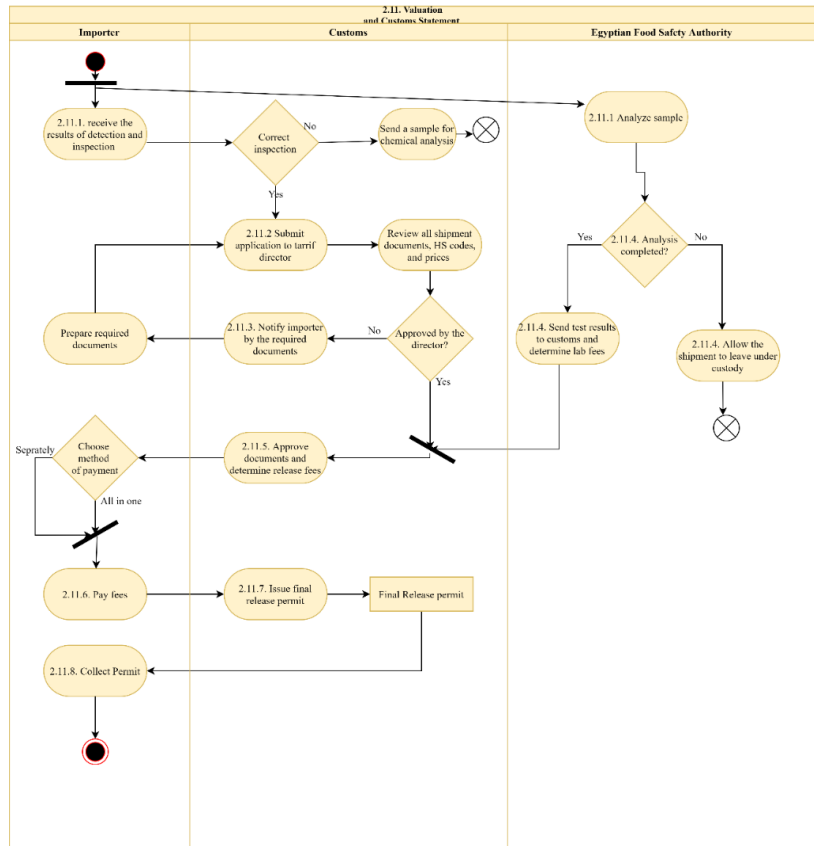 2.11. Valuation
and Customs Statement
Importer
Customs
Egyptian Food Safety Authority
2.11.1. receive the
results of detection and
inspection
Correct
inspection
No
Yes
Send a sample for
chemical analysis
2.11.1 Analyze sample
2.11.2 Submit
application to tarrif
director
Review all shipment
documents, HS codes,
and prices
2.11.4. Analysis
completed?
Yes
No
Prepare required
documents
2.11.3. Notify importer
by the required
documents
No
Approved by the
director?
Yes
2.11.4. Send test results
to customs and
determine lab fees
2.11.4. Allow the
shipment to leave under
custody
Seprately
Choose
method
of payment
All in one
2.11.5. Approve
documents and
determine release fees
2.11.6. Pay fees
2.11.7. Issue final
release permit
Final Release permit
2.11.8. Collect Permit